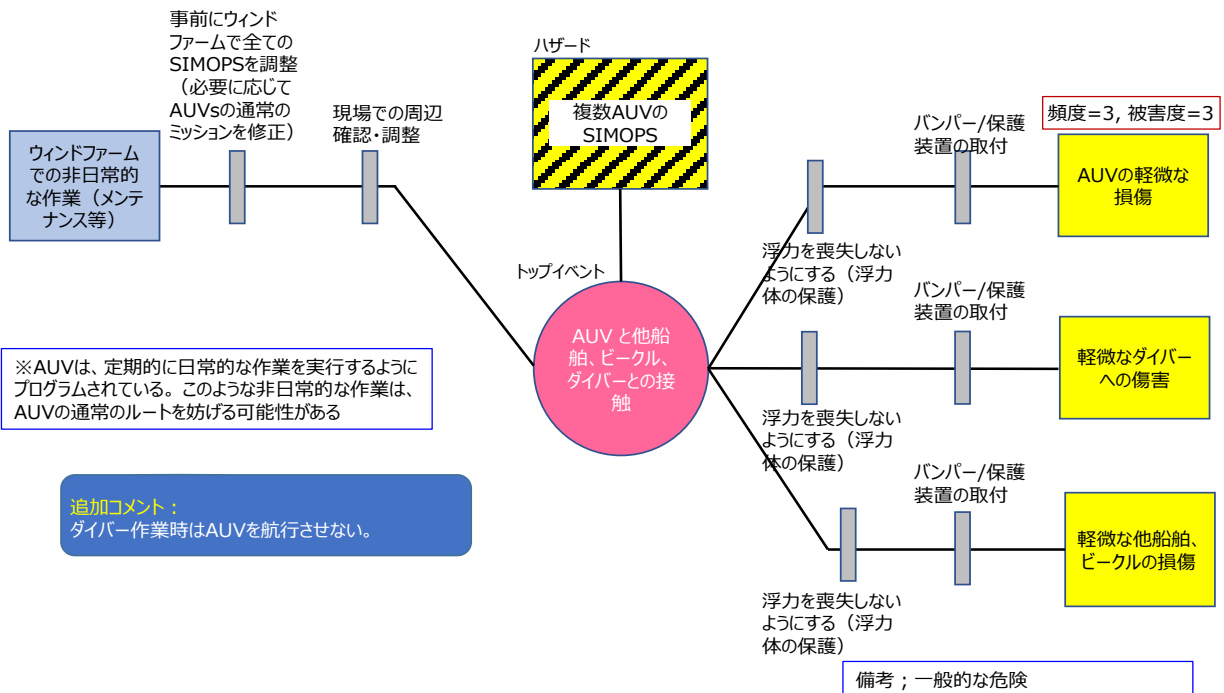 事前にウィンド
ファームで全ての
SIMOPSを調整
（必要に応じて
AUVsの通常の
ミッションを修正）
現場での周辺
確認・調整
ウィンドファーム
での非日常的
な作業（メンテ
ナンス等）
ハザード
複数AUVの
SIMOPS
トップイベント
AUV と他船
舶、ビークル、
ダイバーとの接
触
※AUVは、定期的に日常的な作業を実行するように
プログラムされている。このような非日常的な作業は、
AUVの通常のルートを妨げる可能性がある
追加コメント：
ダイバー作業時はAUVを航行させない。
頻度=3, 被害度=3
バンパー/保護
装置の取付
浮力を喪失しない
ようにする（浮力
体の保護）
AUVの軽微な
損傷
バンパー/保護
装置の取付
浮力を喪失しない
ようにする（浮力
体の保護）
軽微なダイバー
への傷害
バンパー/保護
装置の取付
浮力を喪失しない
ようにする（浮力
体の保護）
軽微な他船舶、
ビークルの損傷
備考；一般的な危険